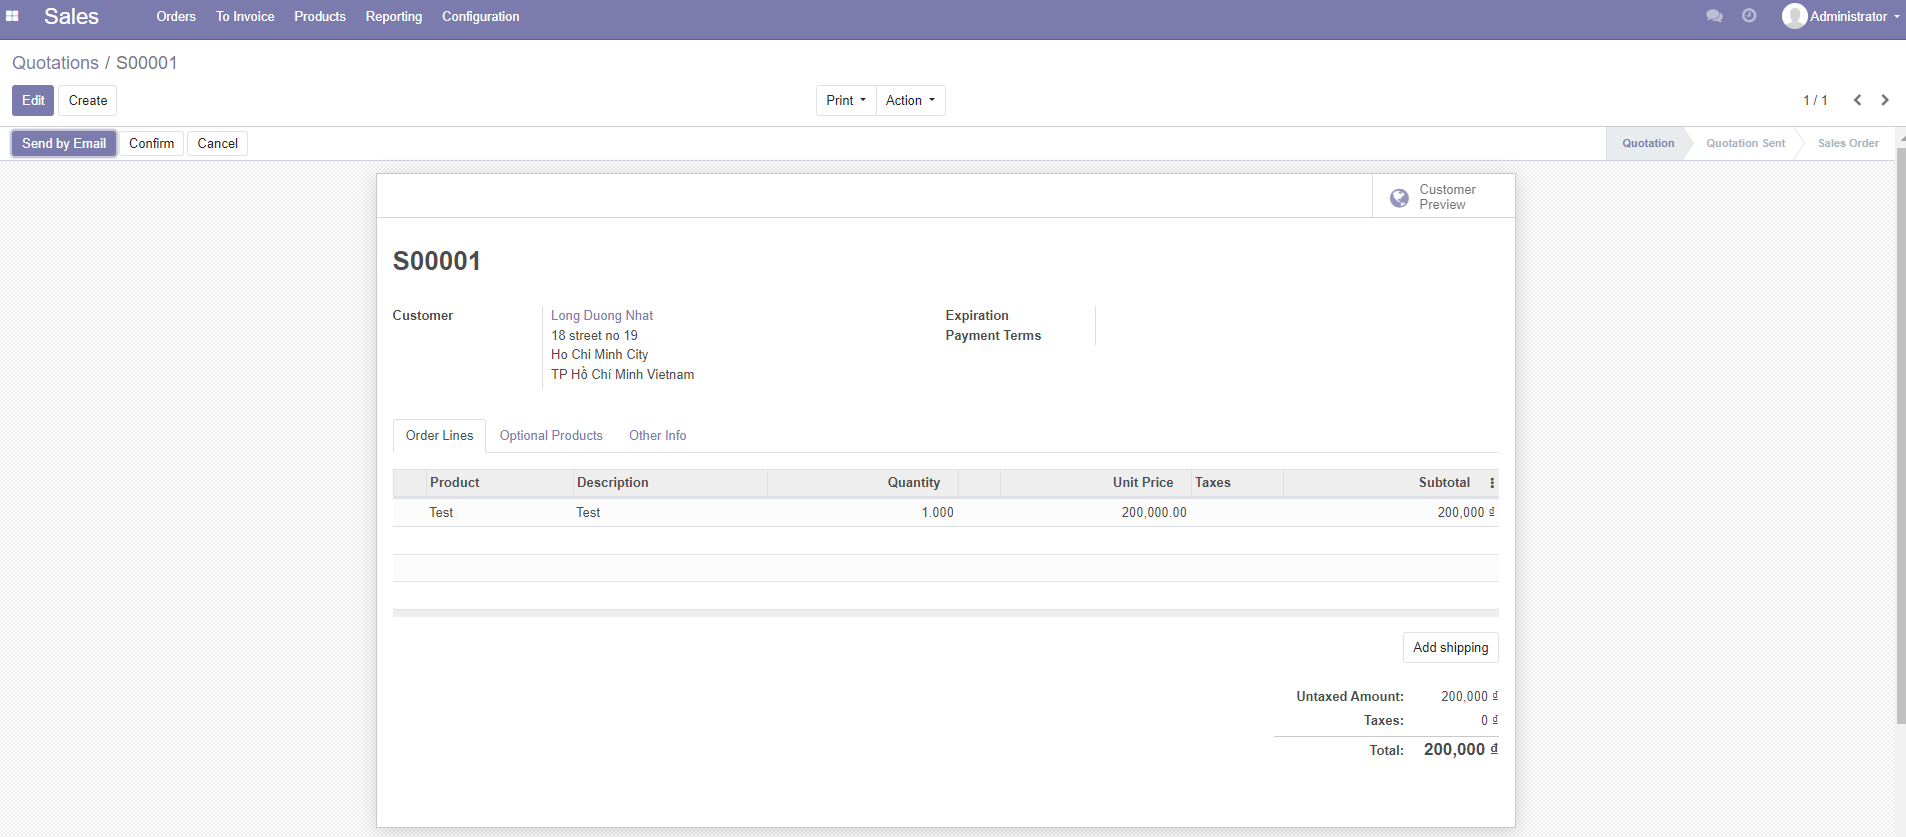 Sales Orders To Invoice Products Reporting Configuration Administrator
Quotations / S00001
Edit Create Print Action 1 / 1
Send by Email Confirm Cancel Quotation Quotation Sent Sales Order
Customer
Preview
S00001
Customer Long Duong Nhat Expiration
18 street no 19 Payment Terms
Ho Chi Minh City
TP Hồ Chí Minh Vietnam
Order Lines Optional Products Other Info
Product Description Quantity Unit Price Taxes Subtotal
Test Test 1.000 200,000.00 200,000 ₫
Add shipping
Untaxed Amount: 200,000 ₫
Taxes: 0 ₫
Total: 200,000 ₫